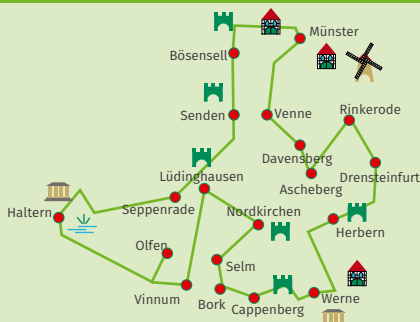 Münster
Bösensell
Senden
Venne
Rinkerode
Davensberg
Lüdinghausen
Ascheberg
Drensteinfurt
Seppenrade
Nordkirchen
Haltern
Herbern
Olfen
Selm
Vinnum
Bork
Cappenberg
Werne